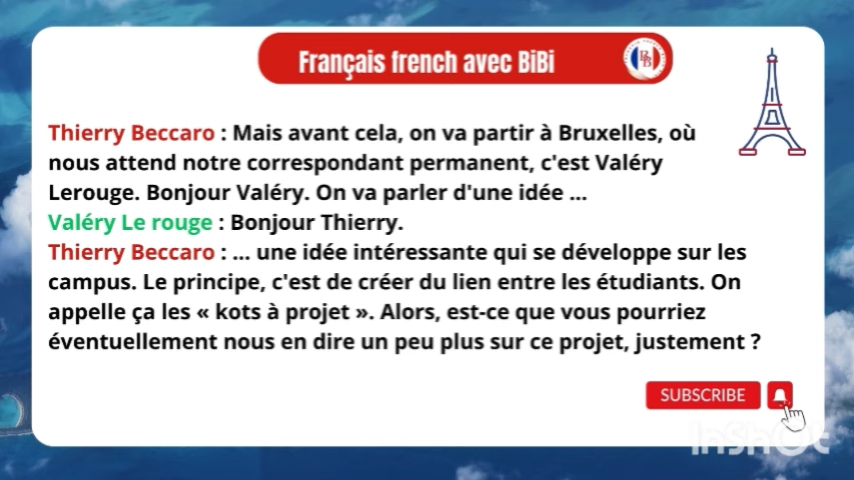 Français french avec BiBi
Thierry Beccaro : Mais avant cela, on va partir à Bruxelles, où
nous attend notre correspondant permanent, c'est Valéry
Lerouge. Bonjour Valéry. On va parler d'une idée ...
Valéry Le rouge : Bonjour Thierry.
Thierry Beccaro : ... une idée intéressante qui se développe sur les
campus. Le principe, c'est de créer du lien entre les étudiants. On
appelle ça les « kots à projet ». Alors, est-ce que vous pourriez
éventuellement nous en dire un peu plus sur ce projet, justement ?
SUBSCRIBE
InShOt